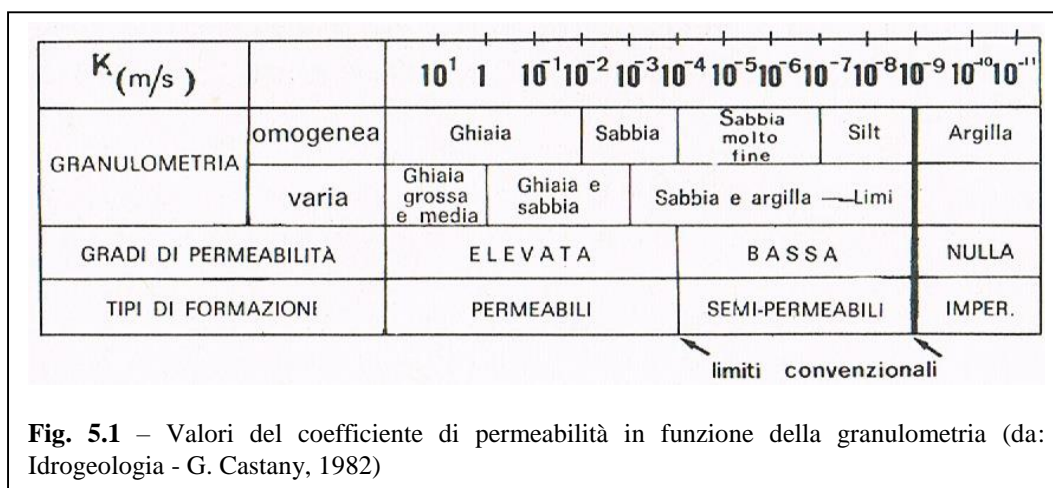 K (m/s) 10¹ 1 10⁻¹ 10⁻² 10⁻³ 10⁻⁴ 10⁻⁵ 10⁻⁶ 10⁻⁷ 10⁻⁸ 10⁻⁹ 10⁻¹⁰ 10⁻¹¹
GRANULOMETRIA
omogenea
Ghiaia
Sabbia
Sabbia
molto
fine
Silt
Argilla
varia
Ghiaia
grossa
e media
Ghiaia e
sabbia
Sabbia e argilla — Limi
GRADI DI PERMEABILITÀ ELEVATA BASSA NULLA
TIPI DI FORMAZIONE PERMEABILI SEMI-PERMEABILI IMPER.
limiti convenzionali
Fig. 5.1 – Valori del coefficiente di permeabilità in funzione della granulometria (da:
Idrogeologia - G. Castany, 1982)